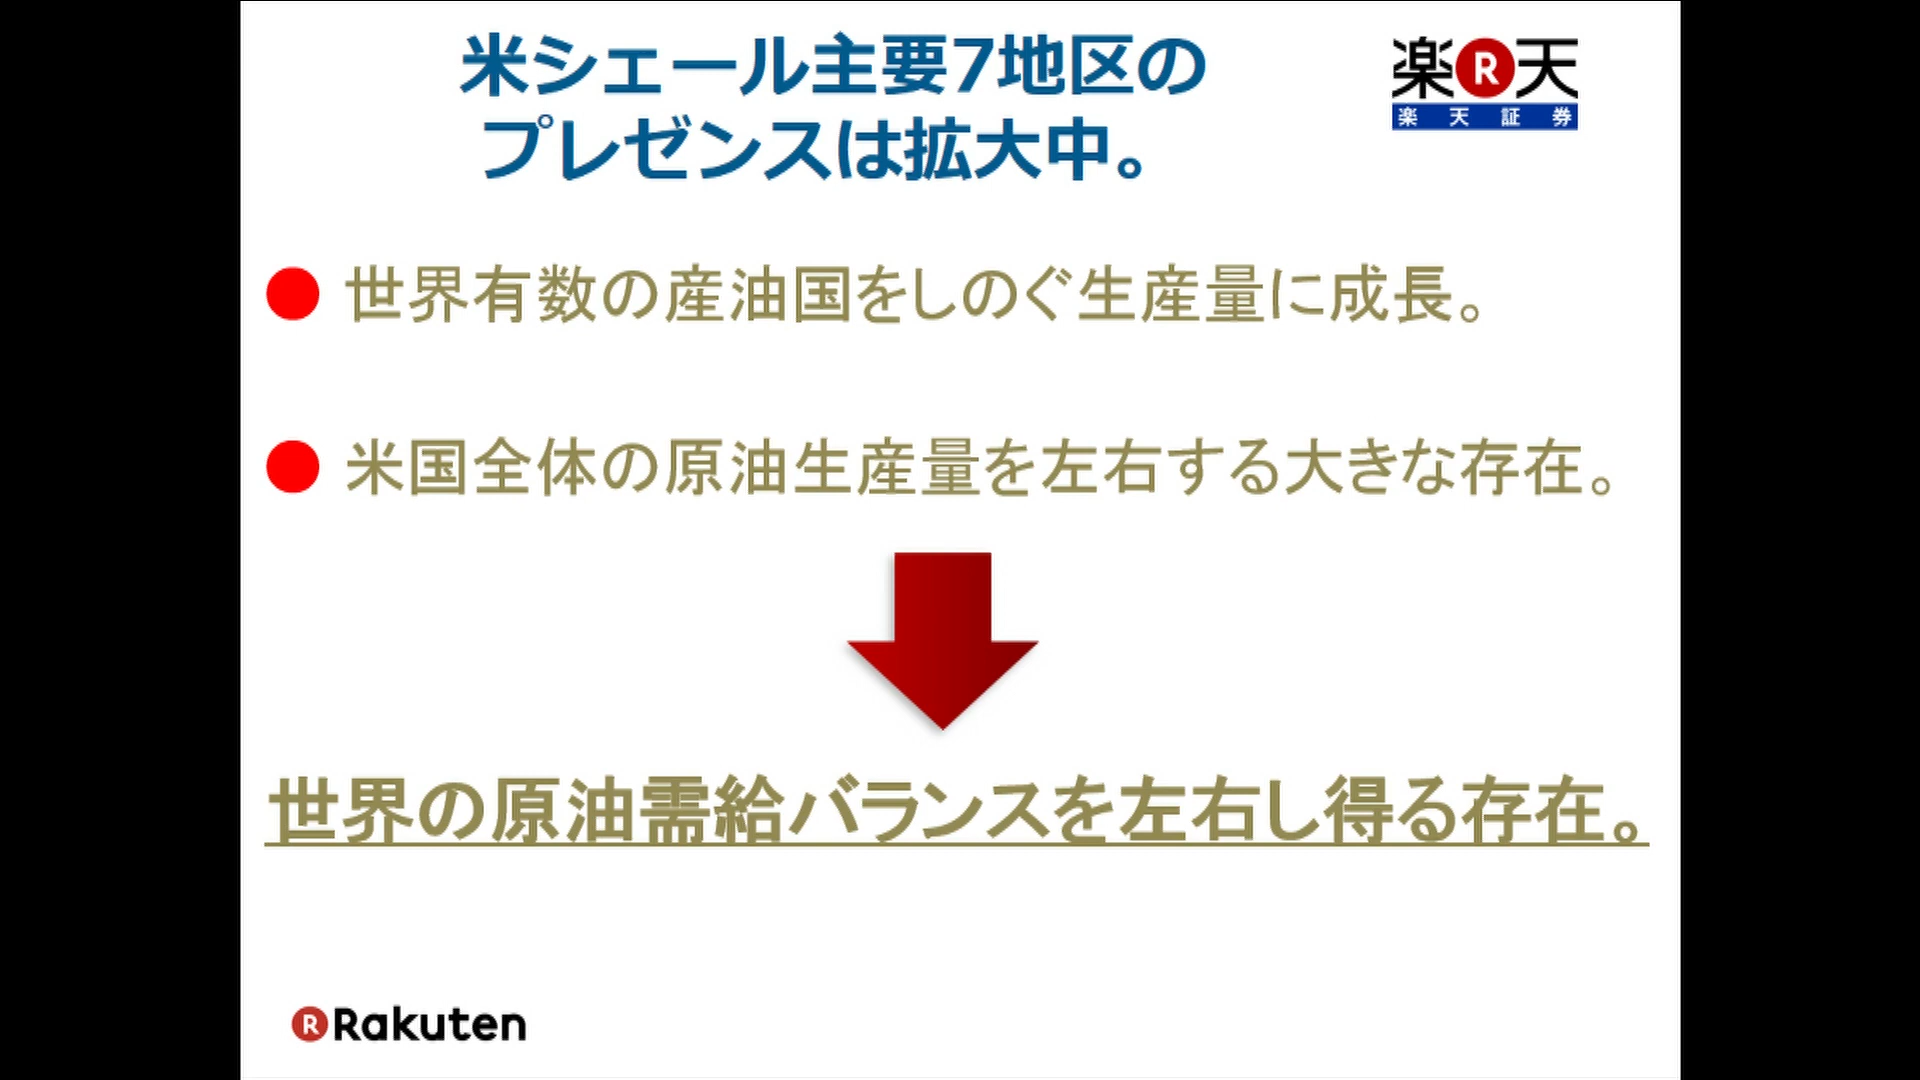 米シェール主要7地区の
プレゼンスは拡大中。
楽R天
楽天証券
世界有数の産油国をしのぐ生産量に成長。
米国全体の原油生産量を左右する大きな存在。
世界の原油需給バランスを左右し得る存在。
R Rakuten